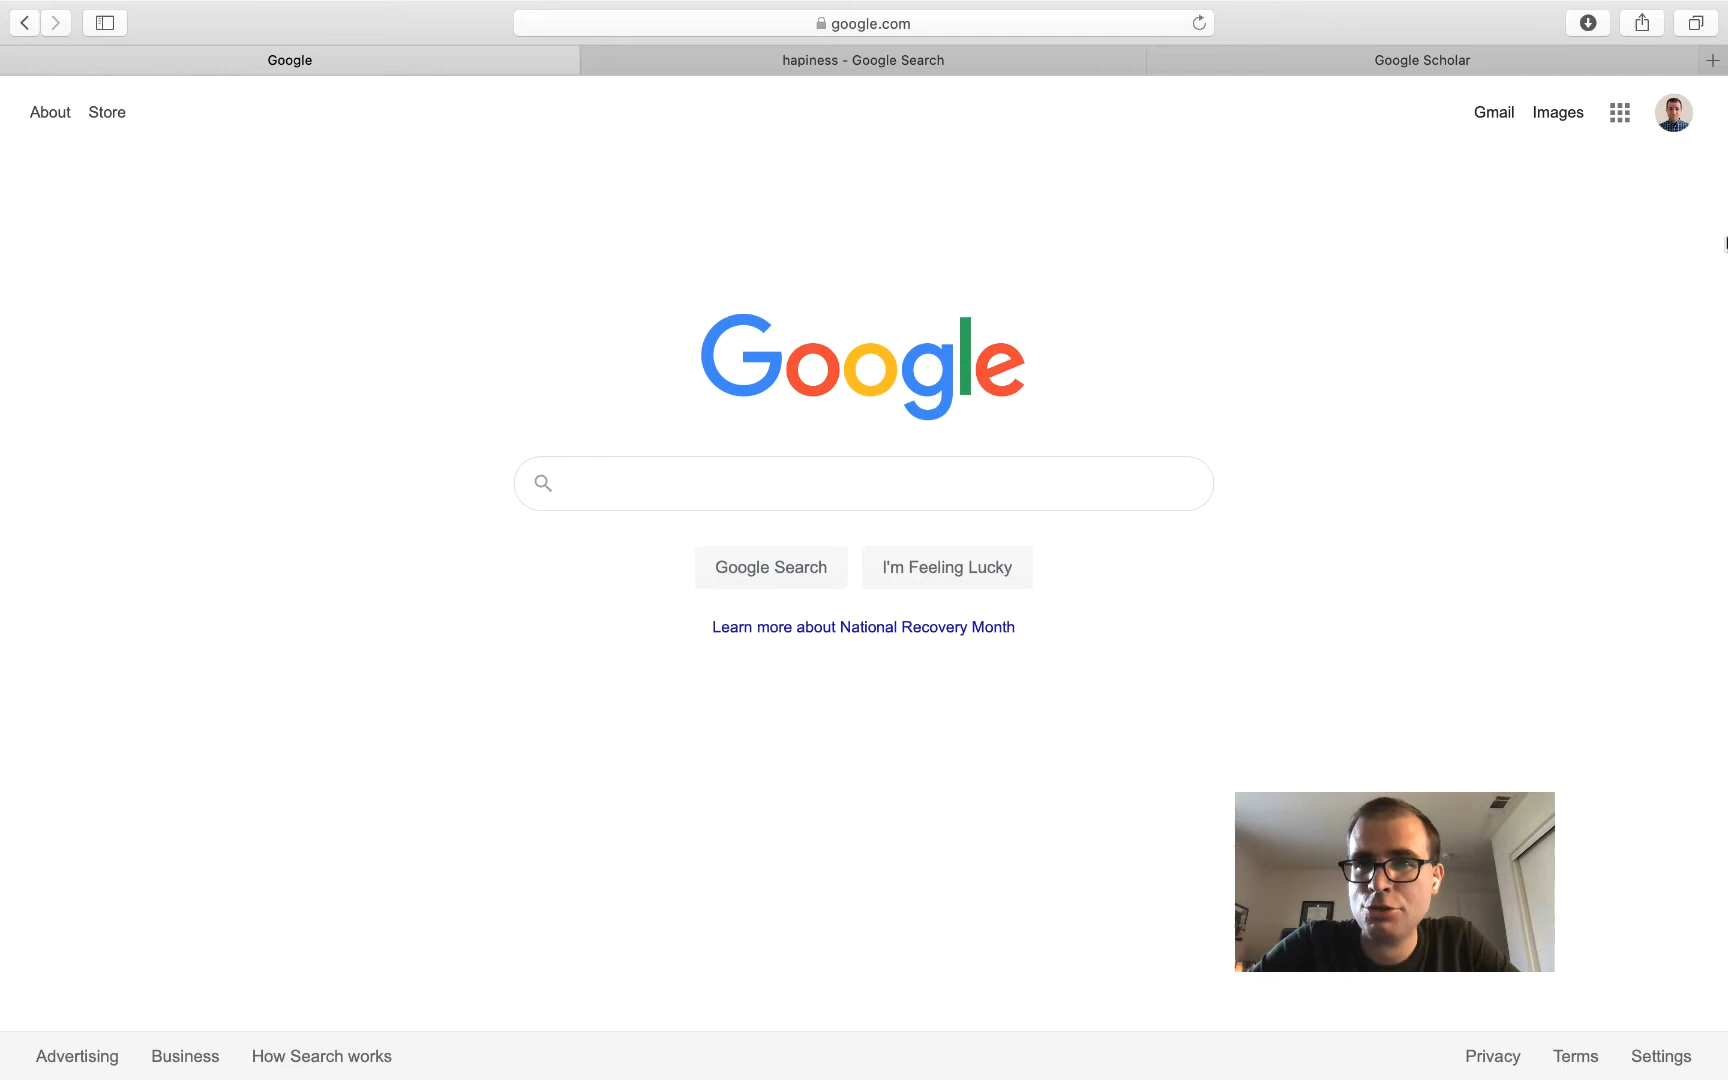 google.com
Google
hapiness - Google Search
Google Scholar
About Store
Gmail Images
Google
Google Search
I'm Feeling Lucky
Learn more about National Recovery Month
Advertising Business How Search works
Privacy Terms Settings